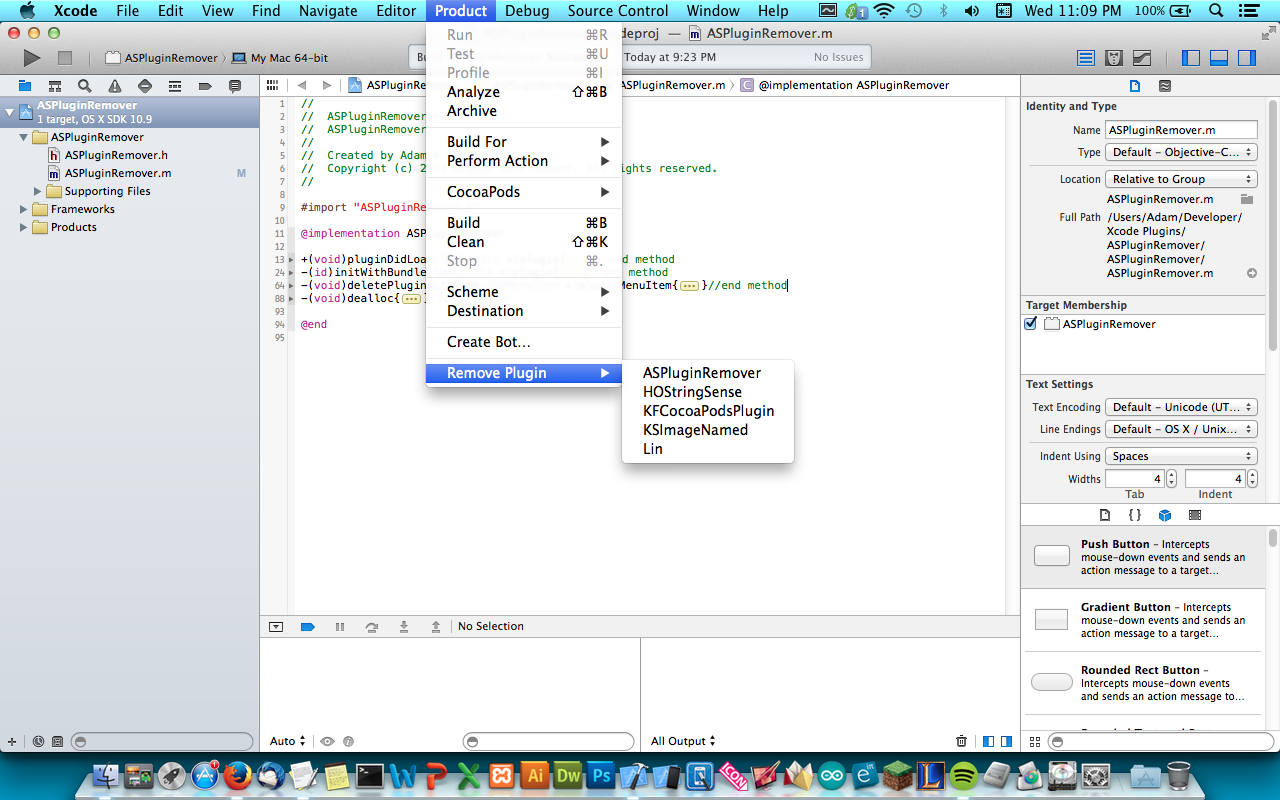 Xcode File Edit View Find Navigate Editor Product Debug Source Control Window Help 1 Wed 11:09 PM 100%
deproj — ASPluginRemover.m
ASPluginRemover My Mac 64-bit
Today at 9:23 PM No Issues
ASPluginRemover
1 target, OS X SDK 10.9
ASPluginRemover
ASPluginRemover.h
ASPluginRemover.m M
Supporting Files
Frameworks
Products
ASPluginRemover.m @implementation ASPluginRemover
1 //
2 // ASPluginRemover
3 // ASPluginRemover
4 //
5 // Created by Adam
6 // Copyright (c) ghts reserved.
7 //
8
9 #import "ASPluginRe
10
11 @implementation ASP
12
13 +(void)pluginDidLoa d method
24 -(id)initWithBundle method
64 -(void)deletePlugin MenuItem{ }//end method
88 -(void)dealloc{
93
94 @end
95
Run ⌘R
Test ⌘U
Profile ⌘I
Analyze ⇧⌘B
Archive
Build For
Perform Action
CocoaPods
Build ⌘B
Clean ⇧⌘K
Stop ⌘.
Scheme
Destination
Create Bot…
Remove Plugin
ASPluginRemover
HOStringSense
KFCocoaPodsPlugin
KSImageNamed
Lin
Identity and Type
Name ASPluginRemover.m
Type Default - Objective-C...
Location Relative to Group
ASPluginRemover.m
Full Path /Users/Adam/Developer/
Xcode Plugins/
ASPluginRemover/
ASPluginRemover/
ASPluginRemover.m
Target Membership
ASPluginRemover
Text Settings
Text Encoding Default - Unicode (UT...
Line Endings Default - OS X / Unix...
Indent Using Spaces
Widths 4 4
Tab Indent
{ }
Push Button - Intercepts
mouse-down events and sends an
action message to a target...
Gradient Button - Intercepts
mouse-down events and sends an
action message to a target...
Rounded Rect Button -
Intercepts mouse-down events
and sends an action message to...
No Selection
Auto
All Output
Ai Dw Ps ICON